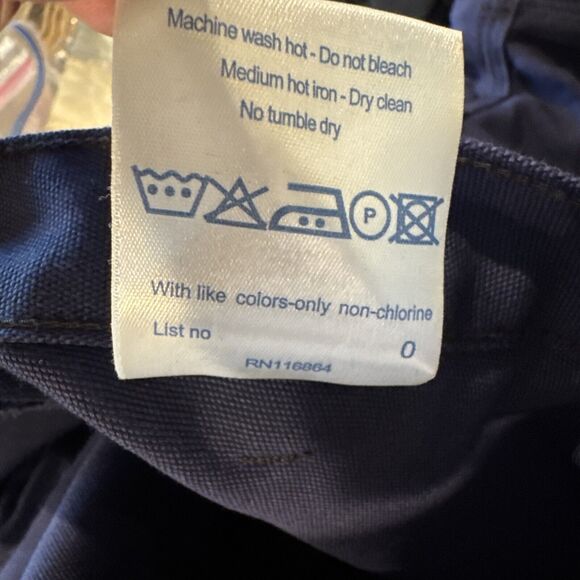 Machine wash hot - Do not bleach
Medium hot iron - Dry clean
No tumble dry
P
With like colors-only non-chlorine
List no 0
RN116864